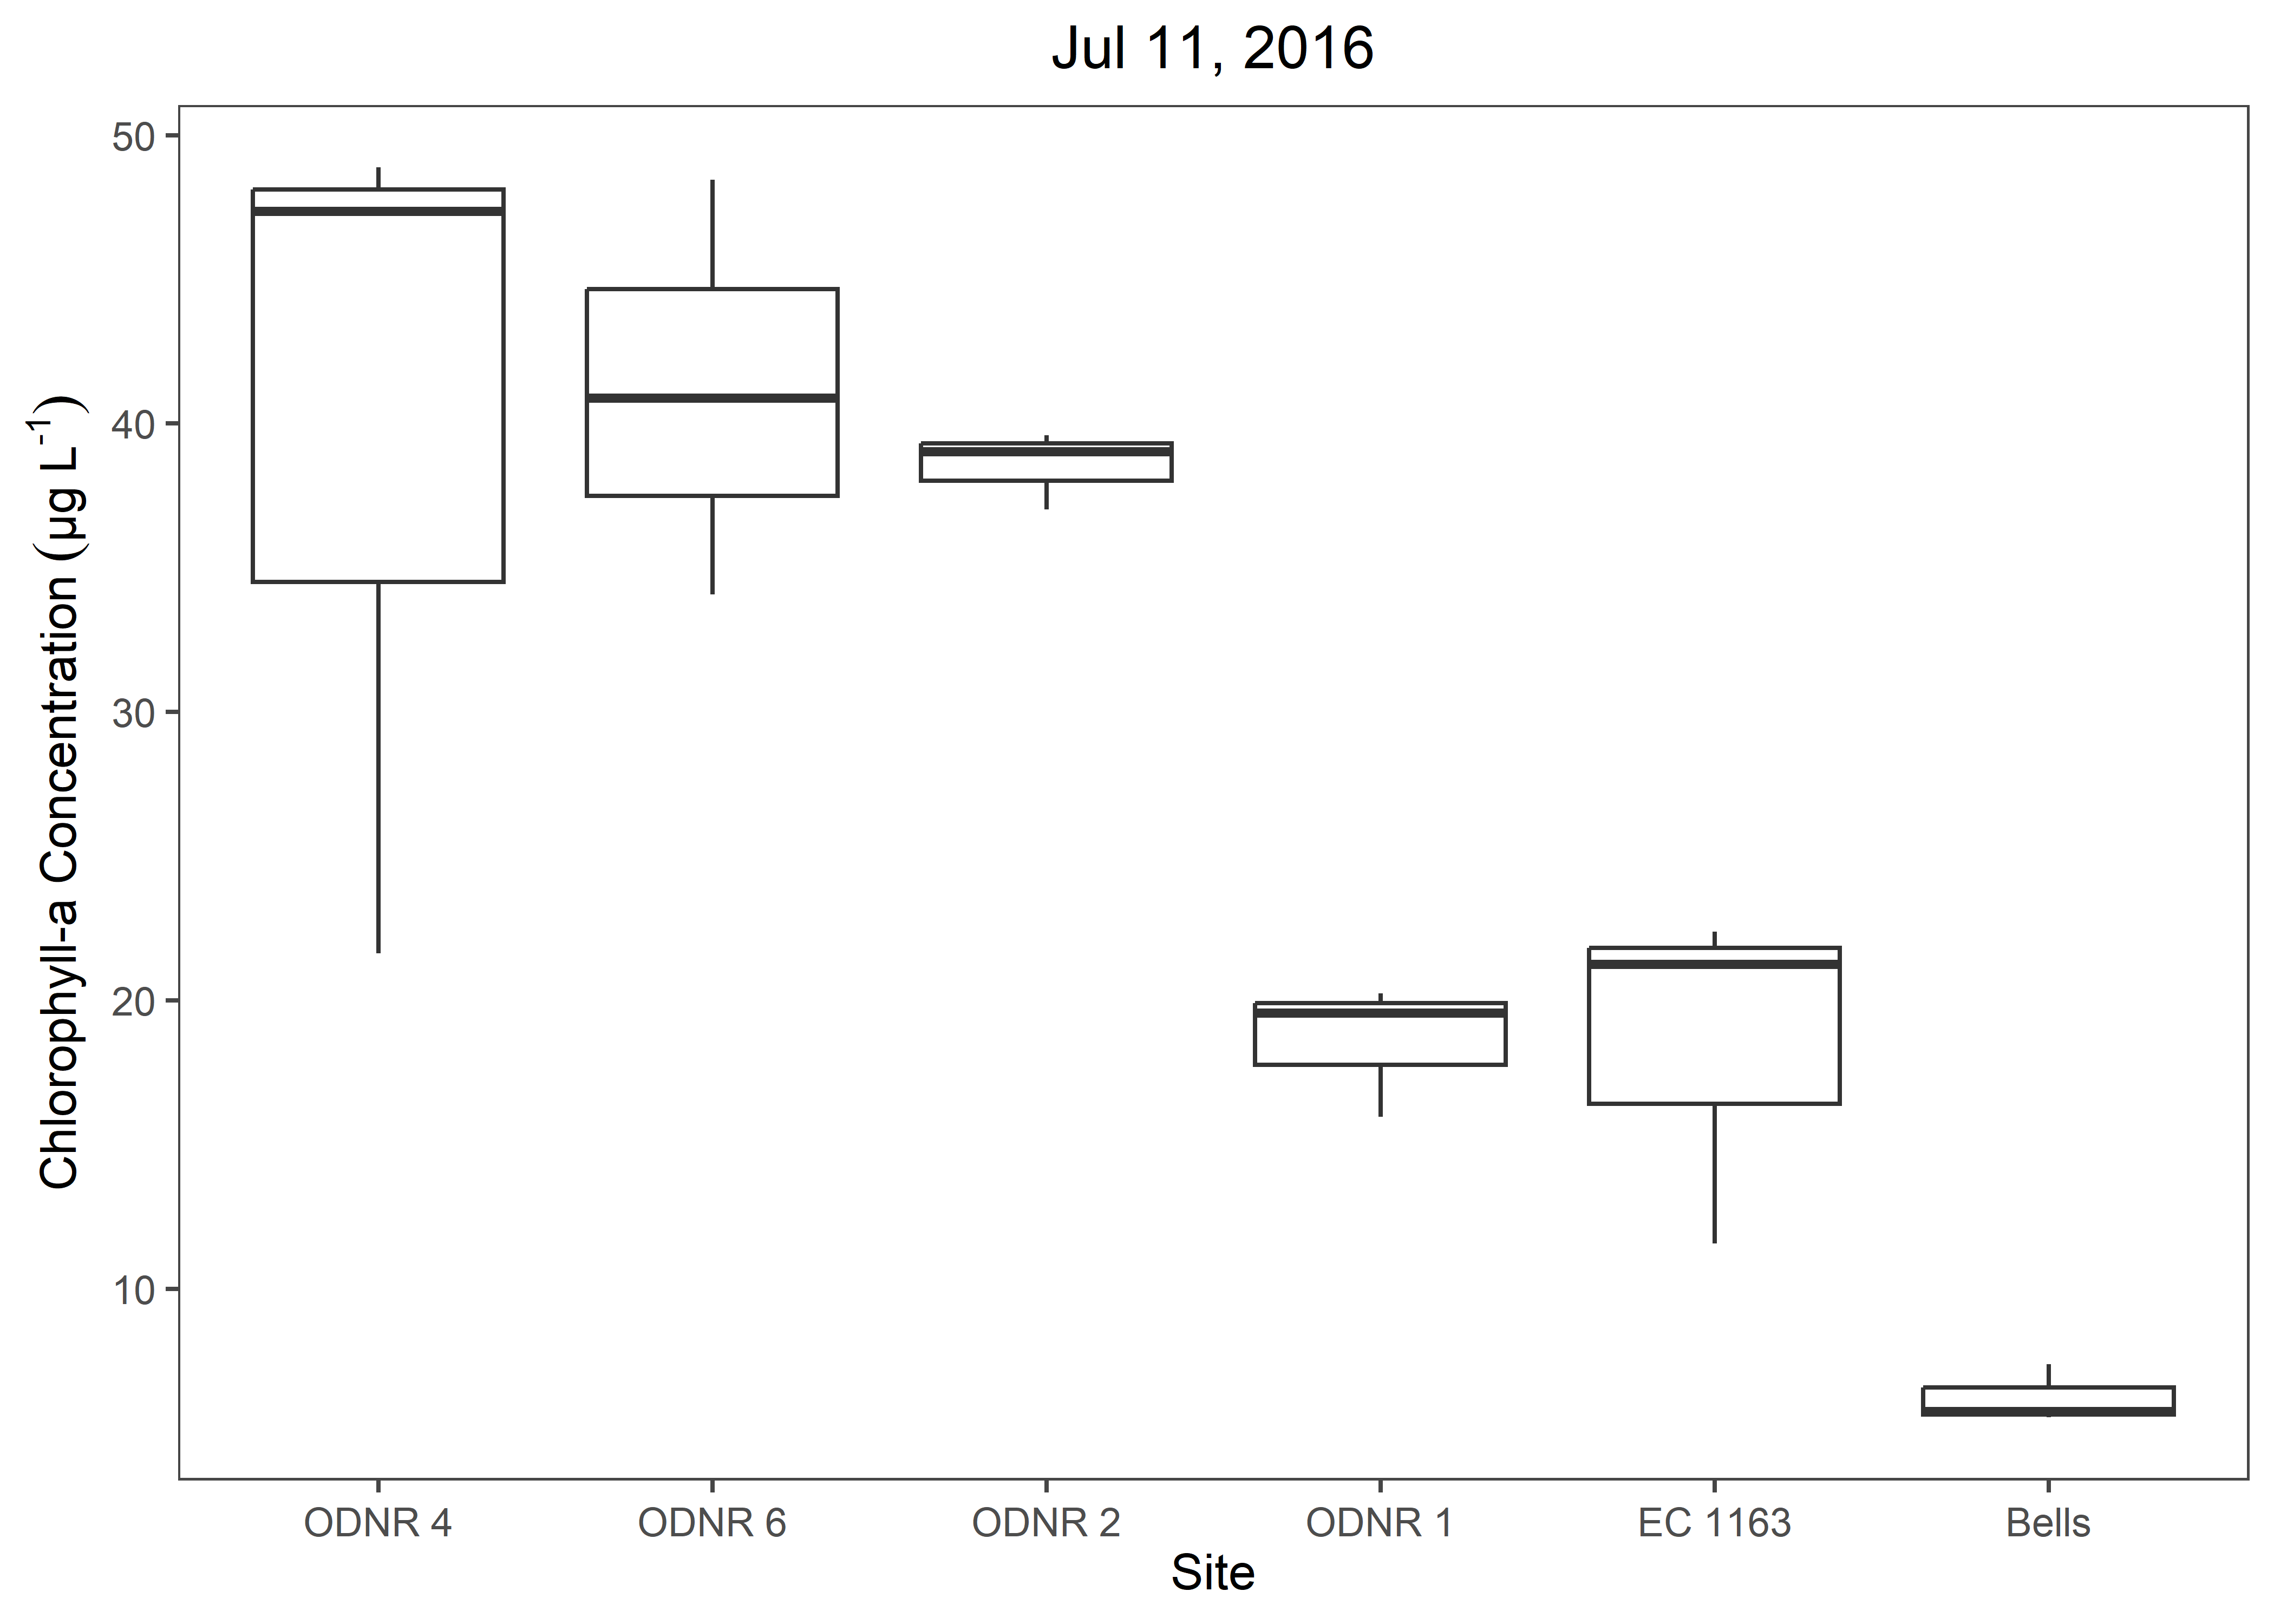 Jul 11, 2016
Chlorophyll-a Concentration (µg L⁻¹)
50
40
30
20
10
ODNR 4 ODNR 6 ODNR 2 ODNR 1 EC 1163 Bells
Site